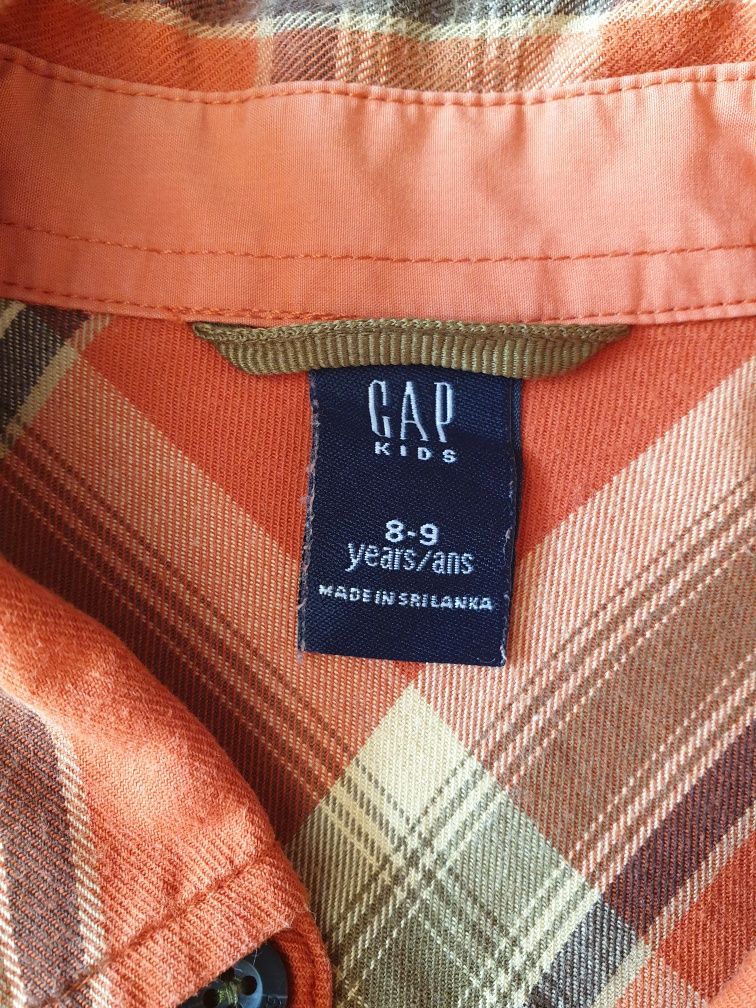 GAP
KIDS
8-9
years/ans
MADE IN SRI LANKA